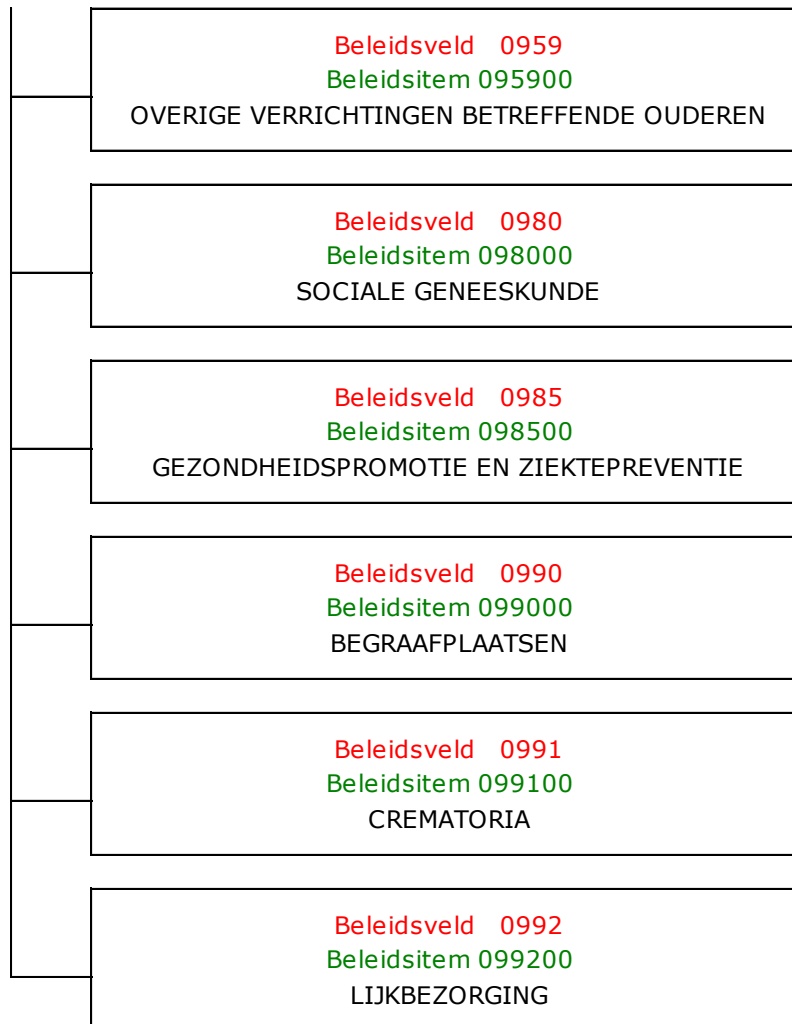 Beleidsveld 0959
Beleidsitem 095900
OVERIGE VERRICHTINGEN BETREFFENDE OUDEREN
Beleidsveld 0980
Beleidsitem 098000
SOCIALE GENEESKUNDE
Beleidsveld 0985
Beleidsitem 098500
GEZONDHEIDSPROMOTIE EN ZIEKTEPREVENTIE
Beleidsveld 0990
Beleidsitem 099000
BEGRAAFPLAATSEN
Beleidsveld 0991
Beleidsitem 099100
CREMATORIA
Beleidsveld 0992
Beleidsitem 099200
LIJKBEZORGING